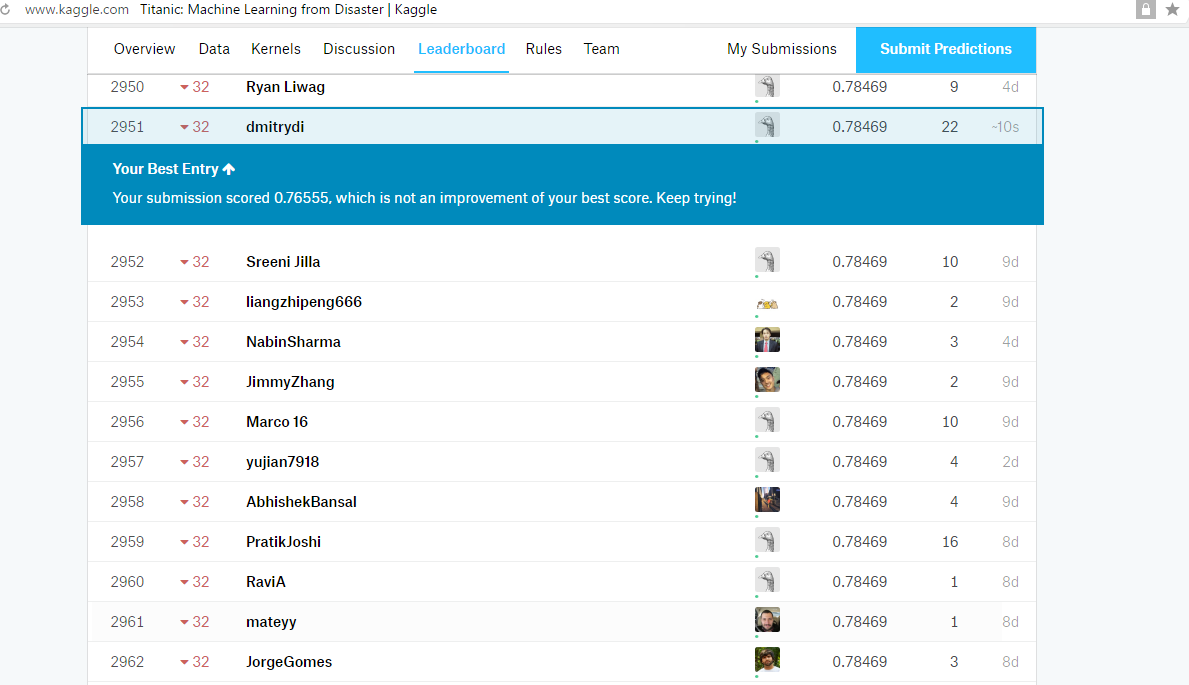 www.kaggle.com Titanic: Machine Learning from Disaster | Kaggle
Overview Data Kernels Discussion Leaderboard Rules Team My Submissions Submit Predictions
2950 32 Ryan Liwag 0.78469 9 4d
2951 32 dmitrydi 0.78469 22 ~10s
Your Best Entry
Your submission scored 0.76555, which is not an improvement of your best score. Keep trying!
2952 32 Sreeni Jilla 0.78469 10 9d
2953 32 liangzhipeng666 0.78469 2 9d
2954 32 NabinSharma 0.78469 3 4d
2955 32 JimmyZhang 0.78469 2 9d
2956 32 Marco 16 0.78469 10 9d
2957 32 yujian7918 0.78469 4 2d
2958 32 AbhishekBansal 0.78469 4 9d
2959 32 PratikJoshi 0.78469 16 8d
2960 32 RaviA 0.78469 1 8d
2961 32 mateyy 0.78469 1 8d
2962 32 JorgeGomes 0.78469 3 8d